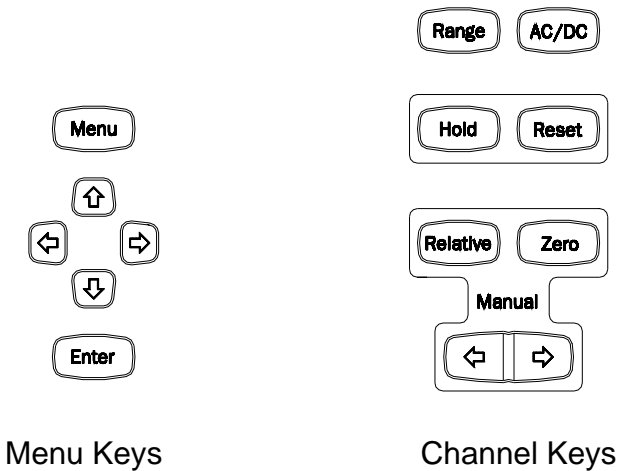 Range AC/DC
Menu
Hold Reset
Relative Zero
Manual
Enter
Menu Keys Channel Keys